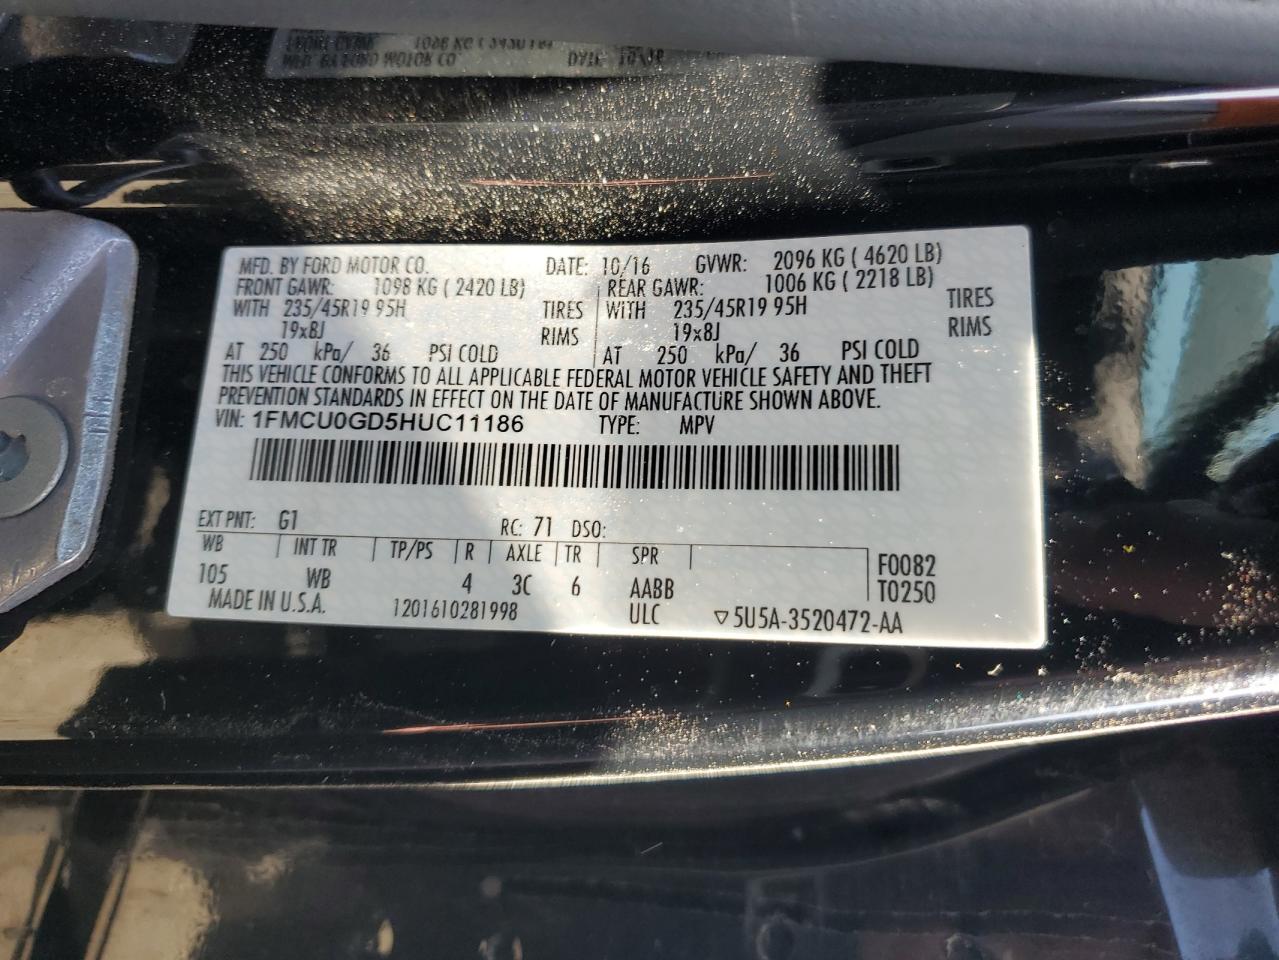 MFD. BY FORD MOTOR CO. DATE: 10/16 GVWR: 2096 KG ( 4620 LB)
FRONT GAWR: 1098 KG ( 2420 LB) REAR GAWR: 1006 KG ( 2218 LB)
WITH 235/45R19 95H TIRES WITH 235/45R19 95H TIRES
19x8J RIMS 19x8J RIMS
AT 250 kPa/ 36 PSI COLD AT 250 kPa/ 36 PSI COLD
THIS VEHICLE CONFORMS TO ALL APPLICABLE FEDERAL MOTOR VEHICLE SAFETY AND THEFT
PREVENTION STANDARDS IN EFFECT ON THE DATE OF MANUFACTURE SHOWN ABOVE.
VIN: 1FMCU0GD5HUC11186 TYPE: MPV
EXT PNT: G1 RC: 71 DSO:
WB INT TR TP/PS R AXLE TR SPR F0082
105 WB 4 3C 6 AABB T0250
MADE IN U.S.A. 1201610281998 ULC ▽5U5A-3520472-AA